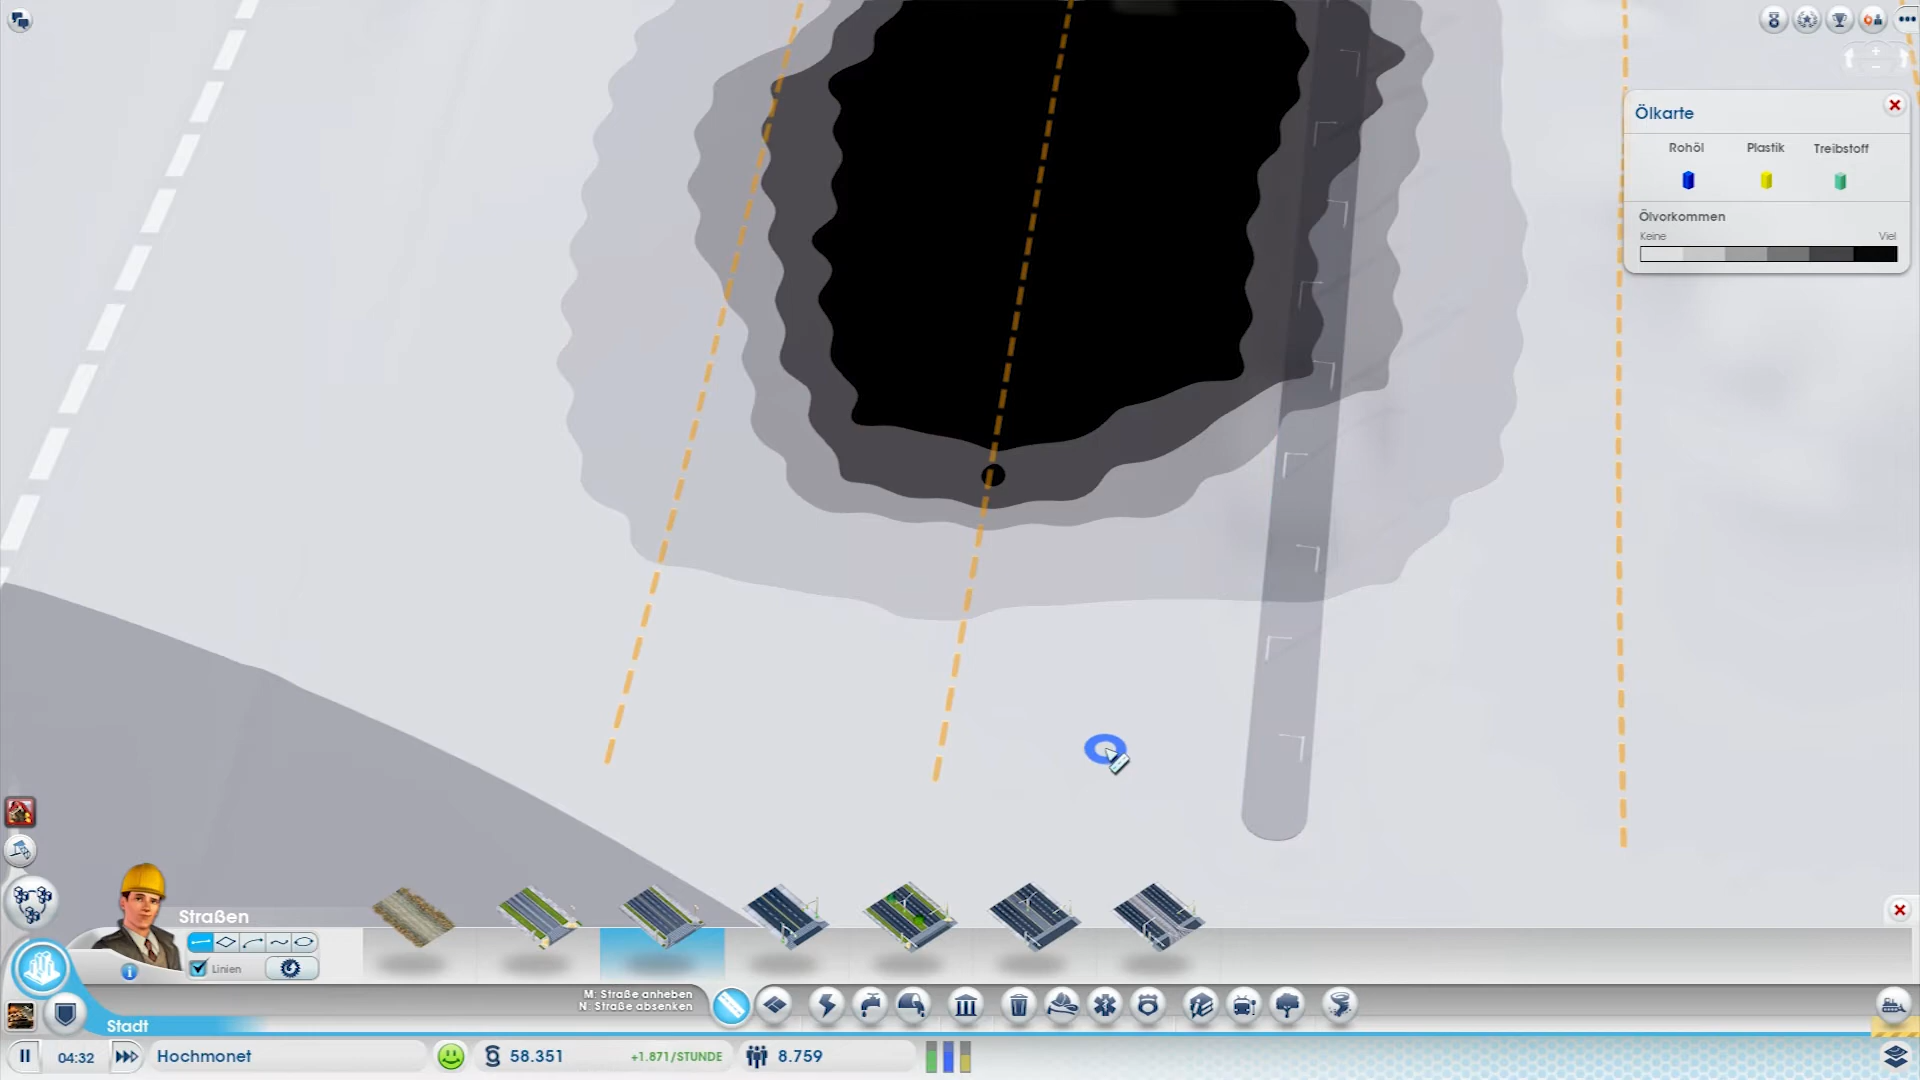 Ölkarte
Rohöl Plastik Treibstoff
Ölvorkommen
Keine Viel
Straßen
Linien
M: Straße anheben
N: Straße absenken
Stadt
04:32 Hochmonet 58.351 +1.871/STUNDE 8.759